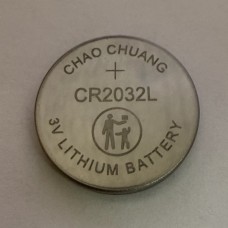 CHAO CHUANG
+
CR2032L
3V LITHIUM BATTERY